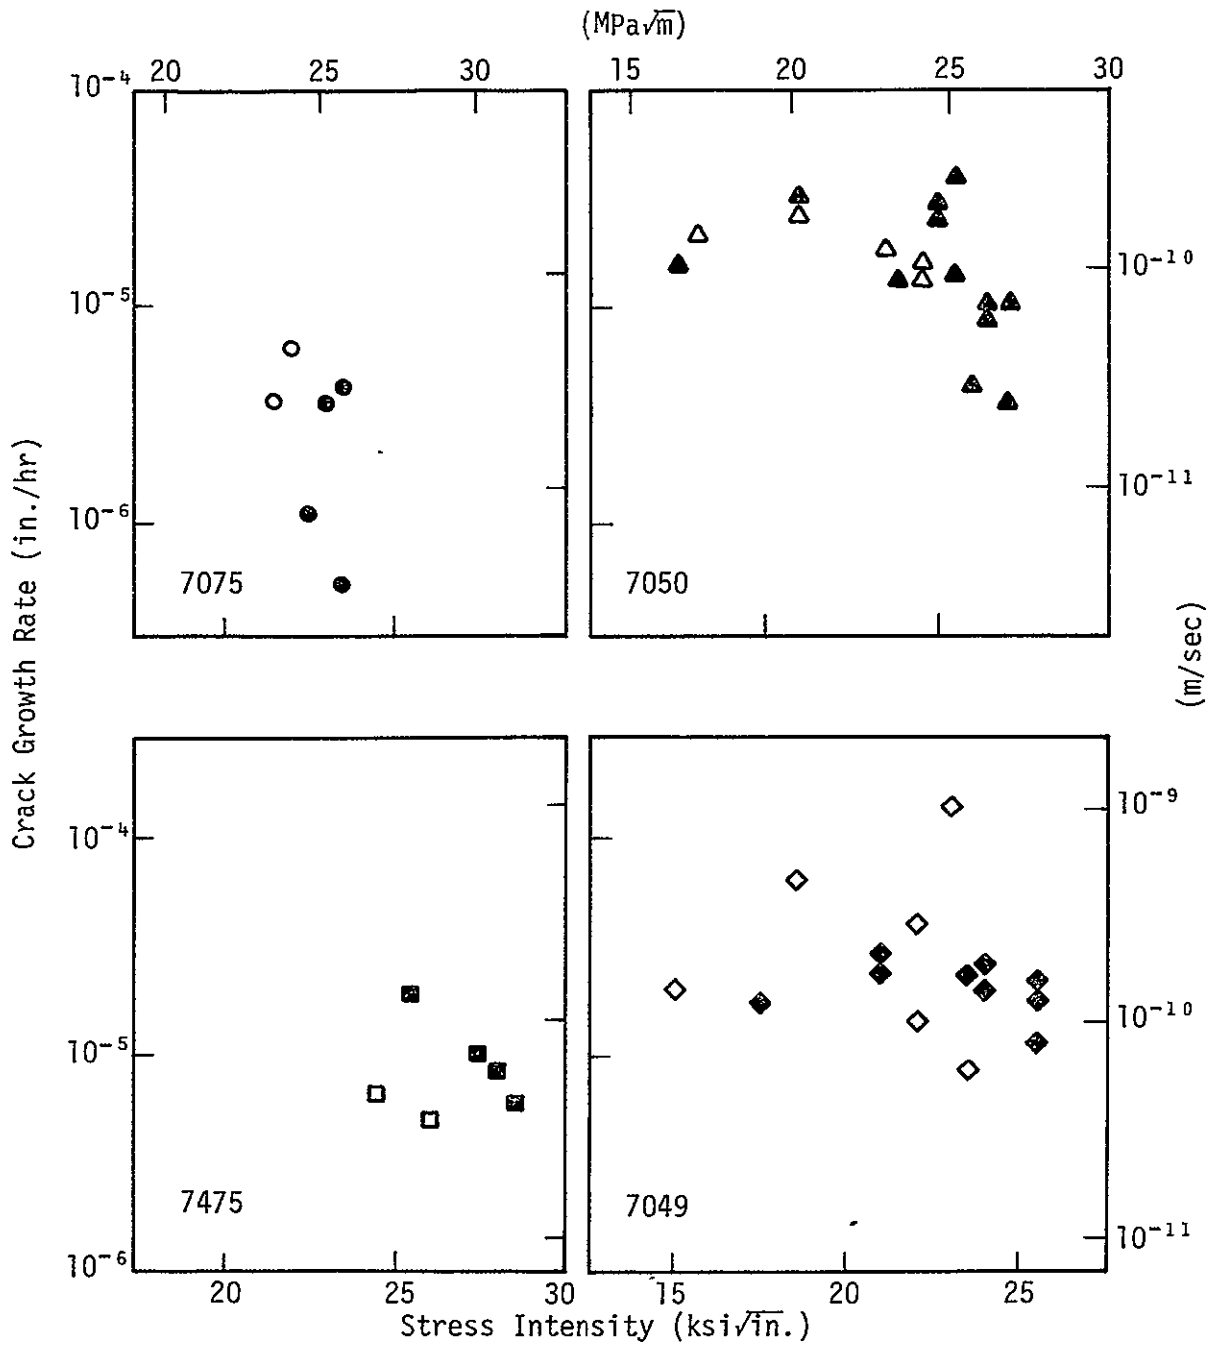 (MPa√m)
20 25 30 15 20 25 30
10⁻⁴
10⁻¹⁰
10⁻⁵
10⁻¹¹
10⁻⁶
7075 7050
Crack Growth Rate (in./hr)
(m/sec)
10⁻⁹
10⁻⁴
10⁻¹⁰
10⁻⁵
7475 7049
10⁻¹¹
10⁻⁶
20 25 30 15 20 25
Stress Intensity (ksi√in.)